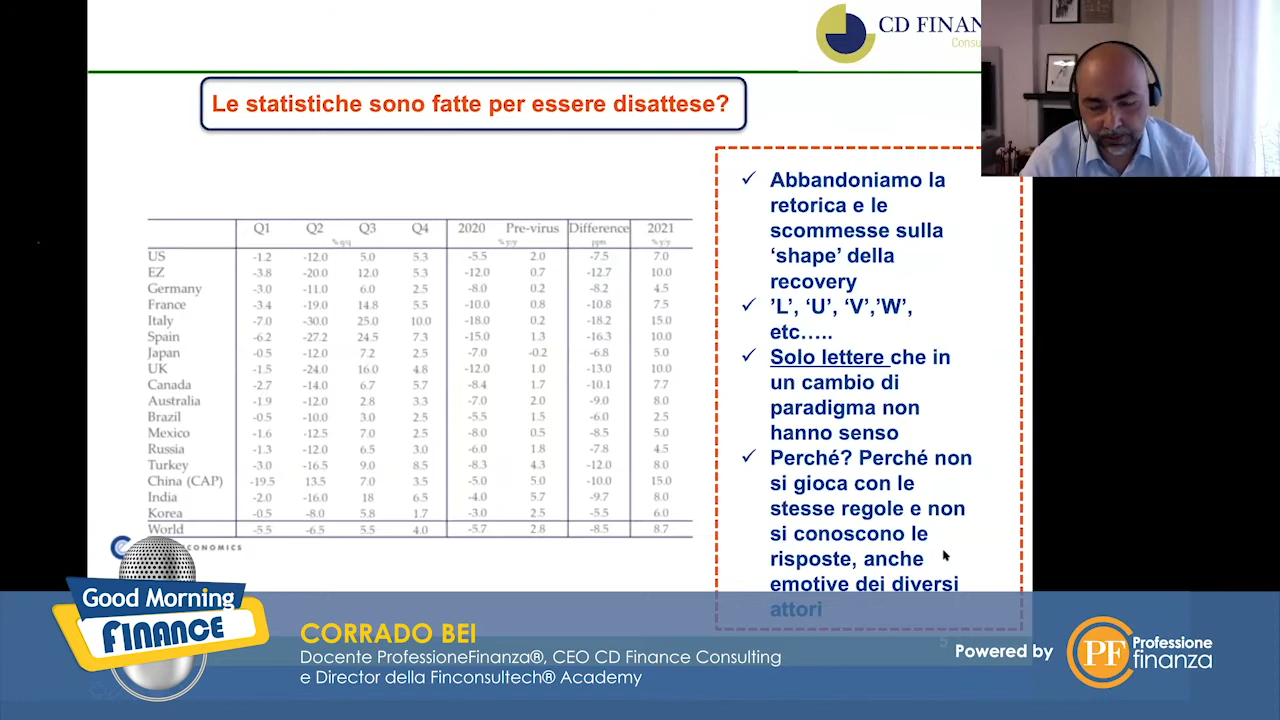 CD FINAN
Consu
Le statistiche sono fatte per essere disattese?
Q1 Q2 Q3 Q4 2020 Pre-virus Difference 2021
% q/q % y/y ppm % y/y
US -1.2 -12.0 5.0 5.3 -5.5 2.0 -7.5 7.0
EZ -3.8 -20.0 12.0 5.3 -12.0 0.7 -12.7 10.0
Germany -3.0 -11.0 6.0 2.5 -8.0 0.2 -8.2 4.5
France -3.4 -19.0 14.8 5.5 -10.0 0.8 -10.8 7.5
Italy -7.0 -30.0 25.0 10.0 -18.0 0.2 -18.2 15.0
Spain -6.2 -27.2 24.5 7.3 -15.0 1.3 -16.3 10.0
Japan -0.5 -12.0 7.2 2.5 -7.0 -0.2 -6.8 5.0
UK -1.5 -24.0 16.0 4.8 -12.0 1.0 -13.0 10.0
Canada -2.7 -14.0 6.7 5.7 -8.4 1.7 -10.1 7.7
Australia -1.9 -12.0 2.8 3.3 -7.0 2.0 -9.0 8.0
Brazil -0.5 -10.0 3.0 2.5 -5.5 1.5 -6.0 2.5
Mexico -1.6 -12.5 7.0 2.5 -8.0 0.5 -8.5 5.0
Russia -1.3 -12.0 6.5 3.0 -6.0 1.8 -7.8 4.5
Turkey -3.0 -16.5 9.0 8.5 -8.3 4.3 -12.0 8.0
China (CAP) -19.5 13.5 7.0 3.5 -5.0 5.0 -10.0 15.0
India -2.0 -16.0 18 6.5 -4.0 5.7 -9.7 8.0
Korea -0.5 -8.0 5.8 1.7 -3.0 2.5 -5.5 6.0
World -5.5 -6.5 5.5 4.0 -5.7 2.8 -8.5 8.7
CONOMICS
✓ Abbandoniamo la
retorica e le
scommesse sulla
‘shape’ della
recovery
✓ ’L’, ‘U’, ‘V’,’W’,
etc…..
✓ Solo lettere che in
un cambio di
paradigma non
hanno senso
✓ Perché? Perché non
si gioca con le
stesse regole e non
si conoscono le
risposte, anche
emotive dei diversi
attori
5
Good Morning
FINANCE
CORRADO BEI
Docente ProfessioneFinanza®, CEO CD Finance Consulting
e Director della Finconsultech® Academy
Powered by
PF
Professione
finanza